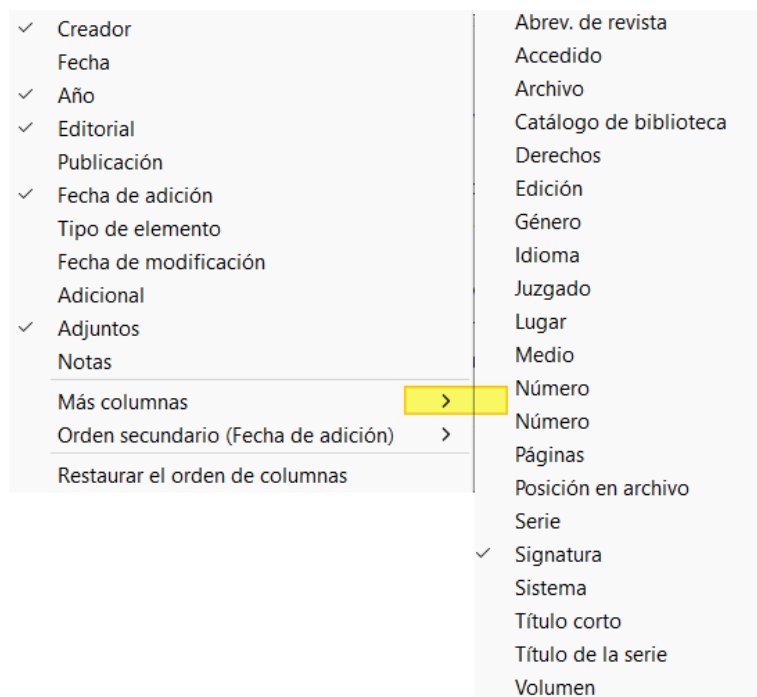 Creador
Fecha
Año
Editorial
Publicación
Fecha de adición
Tipo de elemento
Fecha de modificación
Adicional
Adjuntos
Notas
Más columnas
Orden secundario (Fecha de adición)
Restaurar el orden de columnas
Abrev. de revista
Accedido
Archivo
Catálogo de biblioteca
Derechos
Edición
Género
Idioma
Juzgado
Lugar
Medio
Número
Número
Páginas
Posición en archivo
Serie
Signatura
Sistema
Título corto
Título de la serie
Volumen